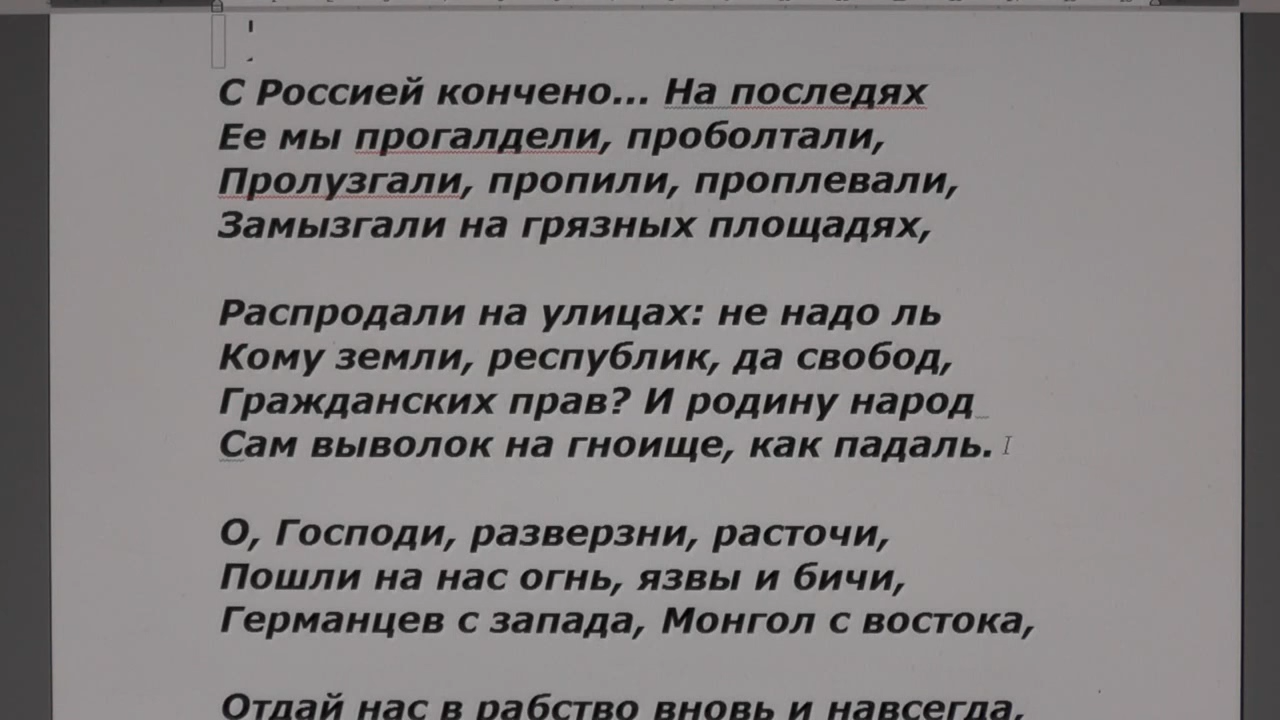 С Россией кончено... На последях
Ее мы прогалдели, проболтали,
Пролузгали, пропили, проплевали,
Замызгали на грязных площадях,
Распродали на улицах: не надо ль
Кому земли, республик, да свобод,
Гражданских прав? И родину народ
Сам выволок на гноище, как падаль.
О, Господи, разверзни, расточи,
Пошли на нас огнь, язвы и бичи,
Германцев с запада, Монгол с востока,
Отдай нас в рабство вновь и навсегда,